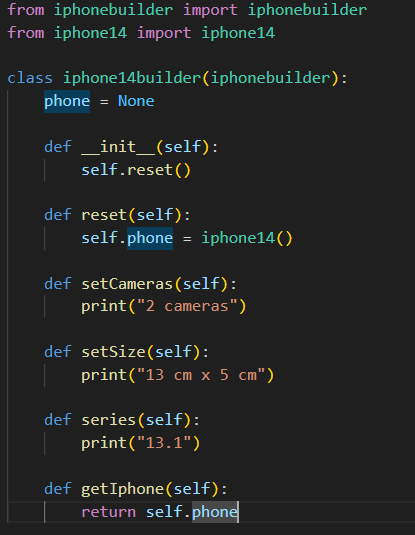 from iphonebuilder import iphonebuilder
from iphone14 import iphone14
class iphone14builder(iphonebuilder):
    phone = None
    def __init__(self):
        self.reset()
    def reset(self):
        self.phone = iphone14()
    def setCameras(self):
        print("2 cameras")
    def setSize(self):
        print("13 cm x 5 cm")
    def series(self):
        print("13.1")
    def getIphone(self):
        return self.phone